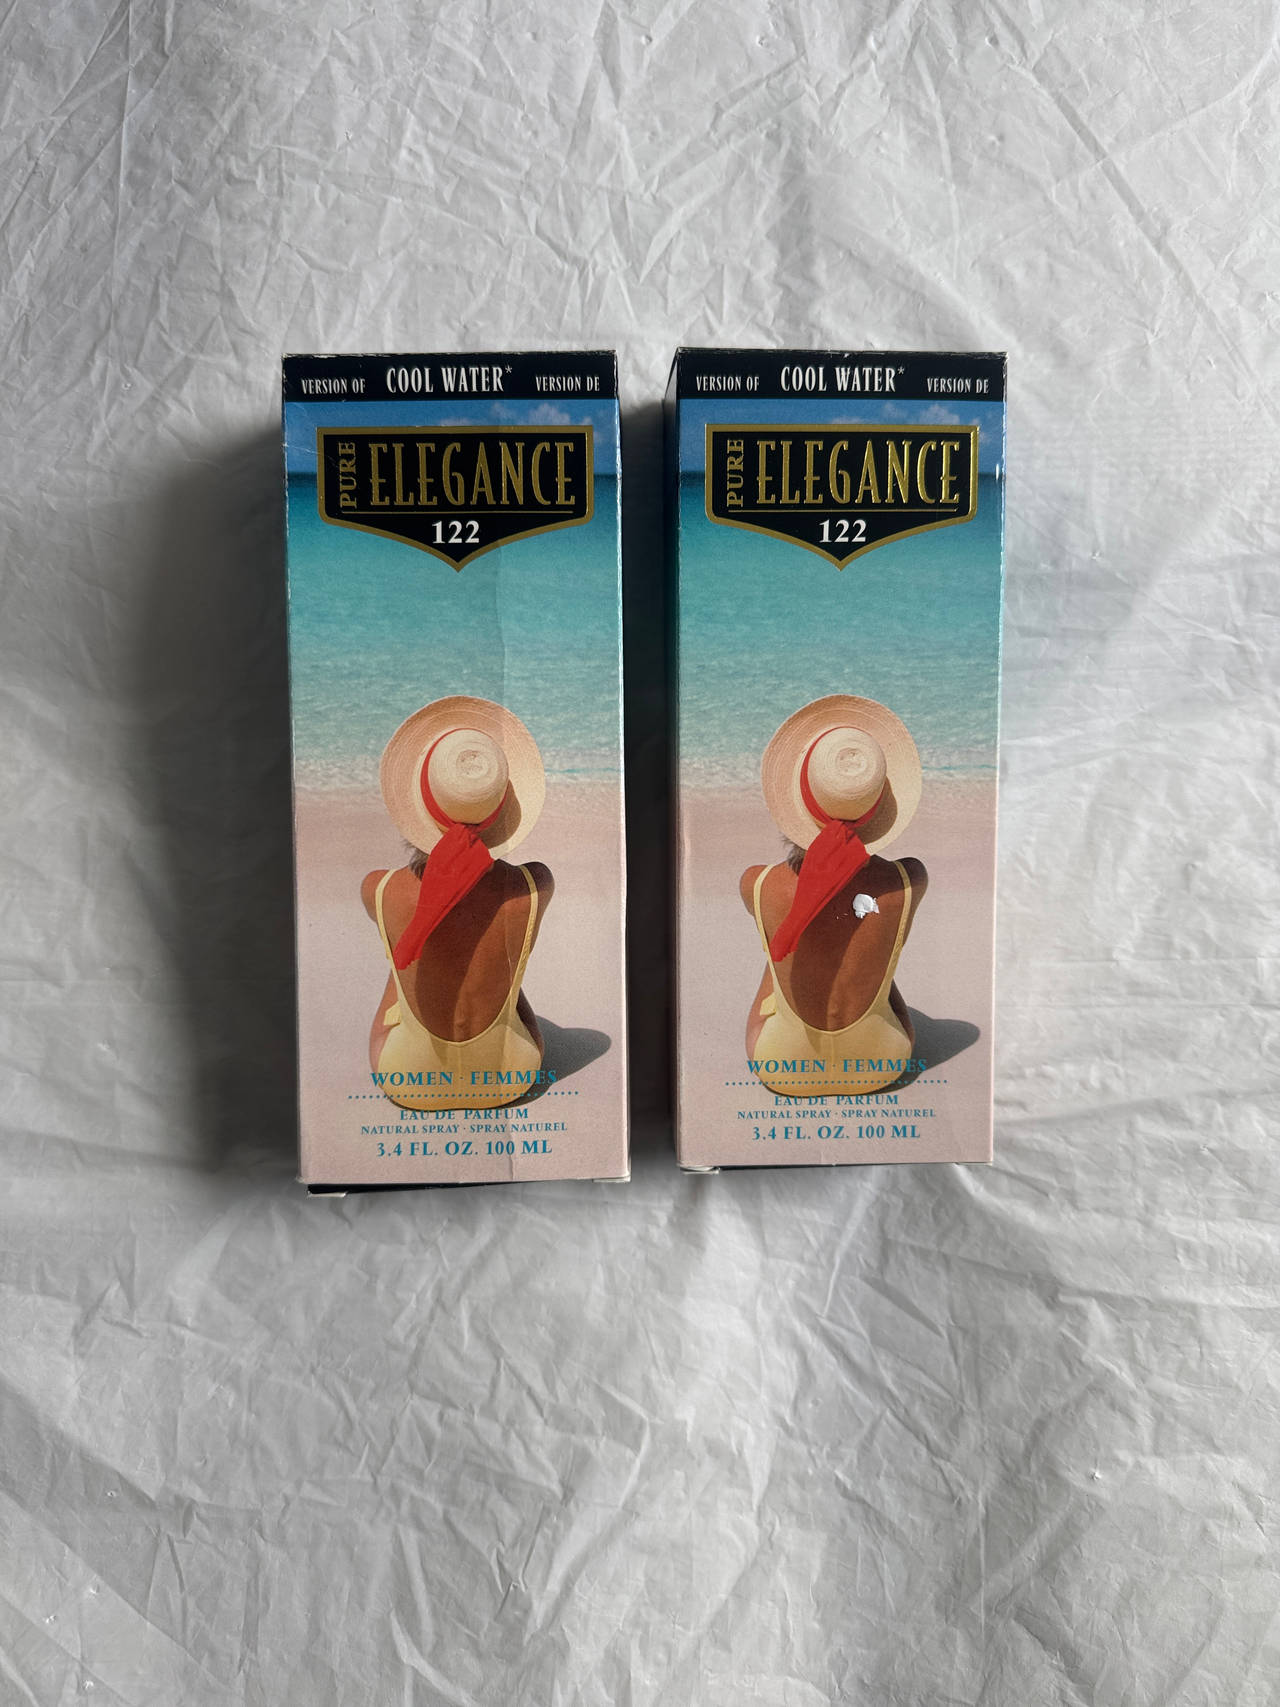 VERSION OF COOL WATER* VERSION DE
PURE ELEGANCE
122
WOMEN · FEMMES
EAU DE PARFUM
NATURAL SPRAY · SPRAY NATUREL
3.4 FL. OZ. 100 ML
VERSION OF COOL WATER* VERSION DE
PURE ELEGANCE
122
WOMEN · FEMMES
EAU DE PARFUM
NATURAL SPRAY · SPRAY NATUREL
3.4 FL. OZ. 100 ML